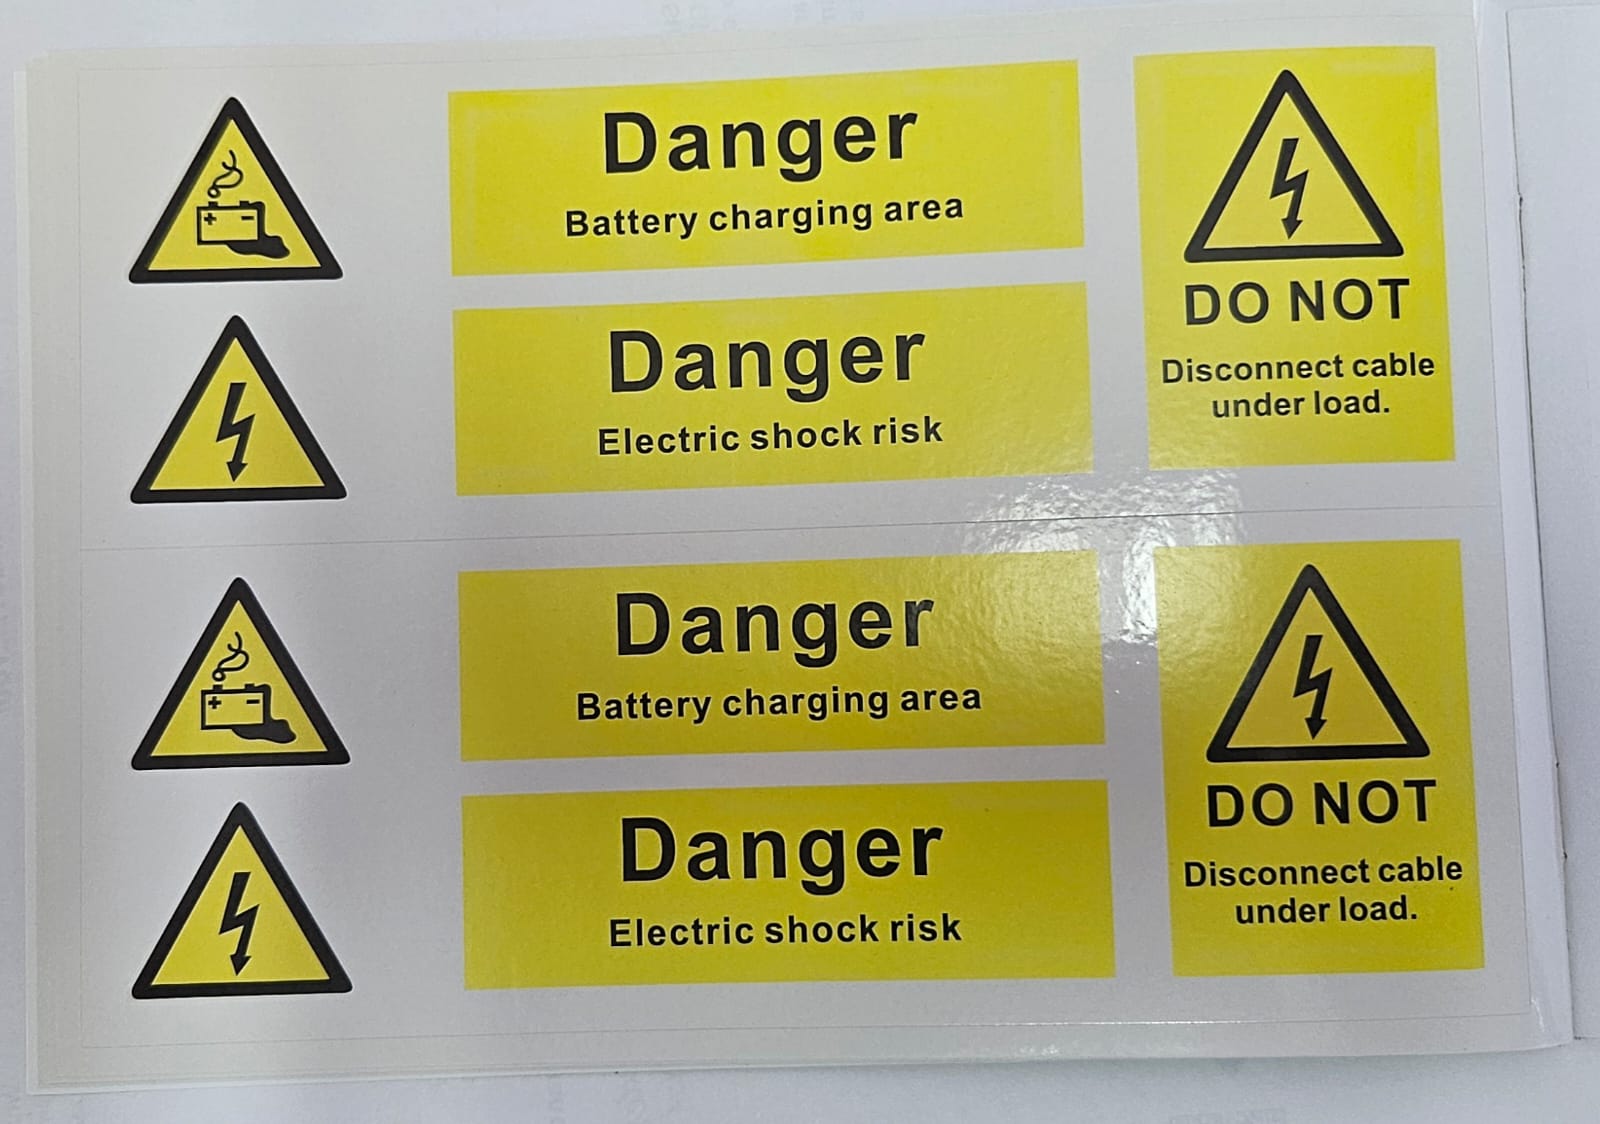 Danger
Battery charging area
Danger
Electric shock risk
DO NOT
Disconnect cable
under load.
Danger
Battery charging area
Danger
Electric shock risk
DO NOT
Disconnect cable
under load.